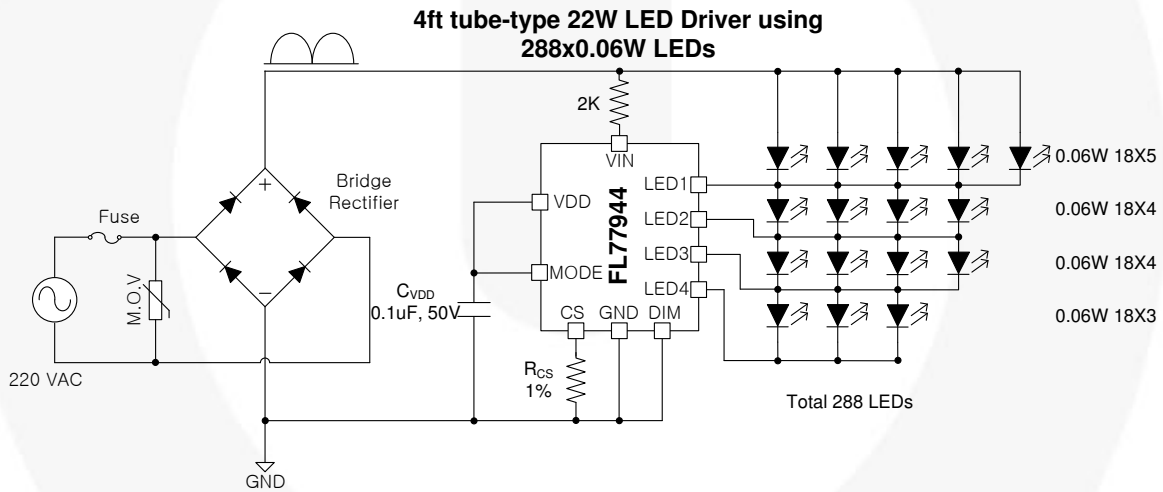 4ft tube-type 22W LED Driver using
288x0.06W LEDs
2K
VIN
VDD
MODE
FL77944
LED1
LED2
LED3
LED4
CS
GND
DIM
0.06W 18X5
0.06W 18X4
0.06W 18X4
0.06W 18X3
Total 288 LEDs
+
−
Bridge
Rectifier
Fuse
M.O.V
220 VAC
CVDD
0.1uF, 50V
RCS
1%
GND